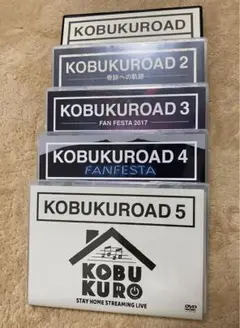 KOBUKUROAD
KOBUKUROAD 2
奇跡への軌跡
KOBUKUROAD 3
FAN FESTA 2017
KOBUKUROAD 4
FANFESTA
KOBUKUROAD 5
KOBU
KURO
STAY HOME STREAMING LIVE
DVD